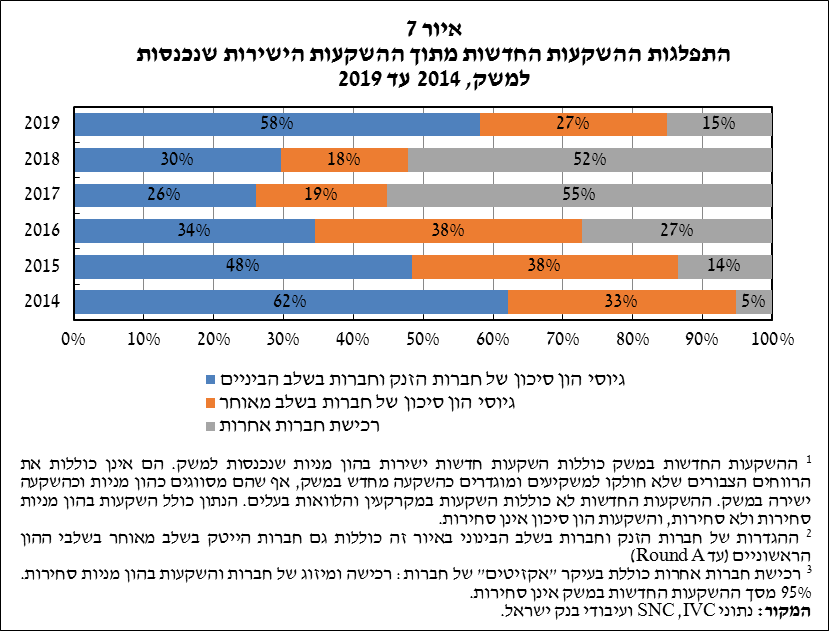 איור 7
התפלגות ההשקעות החדשות מתוך ההשקעות הישירות שנכנסות
למשק, 2014 עד 2019
2019 58% 27% 15%
2018 30% 18% 52%
2017 26% 19% 55%
2016 34% 38% 27%
2015 48% 38% 14%
2014 62% 33% 5%
0% 10% 20% 30% 40% 50% 60% 70% 80% 90% 100%
גיוסי הון סיכון של חברות הזנק וחברות בשלב הביניים
גיוסי הון סיכון של חברות בשלב מאוחר
רכישת חברות אחרות
1 ההשקעות החדשות במשק כוללות השקעות חדשות ישירות בהון מניות שנכנסות למשק. הם אינן כוללות את
הרווחים הצבורים שלא חולקו למשקיעים ומוגדרים כהשקעה מחדש במשק, אף שהם מסווגים כהון מניות וכהשקעה
ישירה במשק. ההשקעות החדשות לא כוללות השקעות במקרקעין והלוואות בעלים. הנתון כולל השקעות בהון מניות
סחירות ולא סחירות, והשקעות הון סיכון אינן סחירות.
2 ההגדרות של חברות הזנק וחברות בשלב הבינוני באיור זה כוללות גם חברות הייטק בשלב מאוחר בשלבי ההון
הראשוניים (עד Round A)
3 רכישת חברות אחרות כוללת בעיקר "אקזיטים" של חברות: רכישה ומיזוג של חברות והשקעות בהון מניות סחירות.
95% מסך ההשקעות החדשות במשק אינן סחירות.
המקור: נתוני SNC, IVC ועיבודי בנק ישראל.